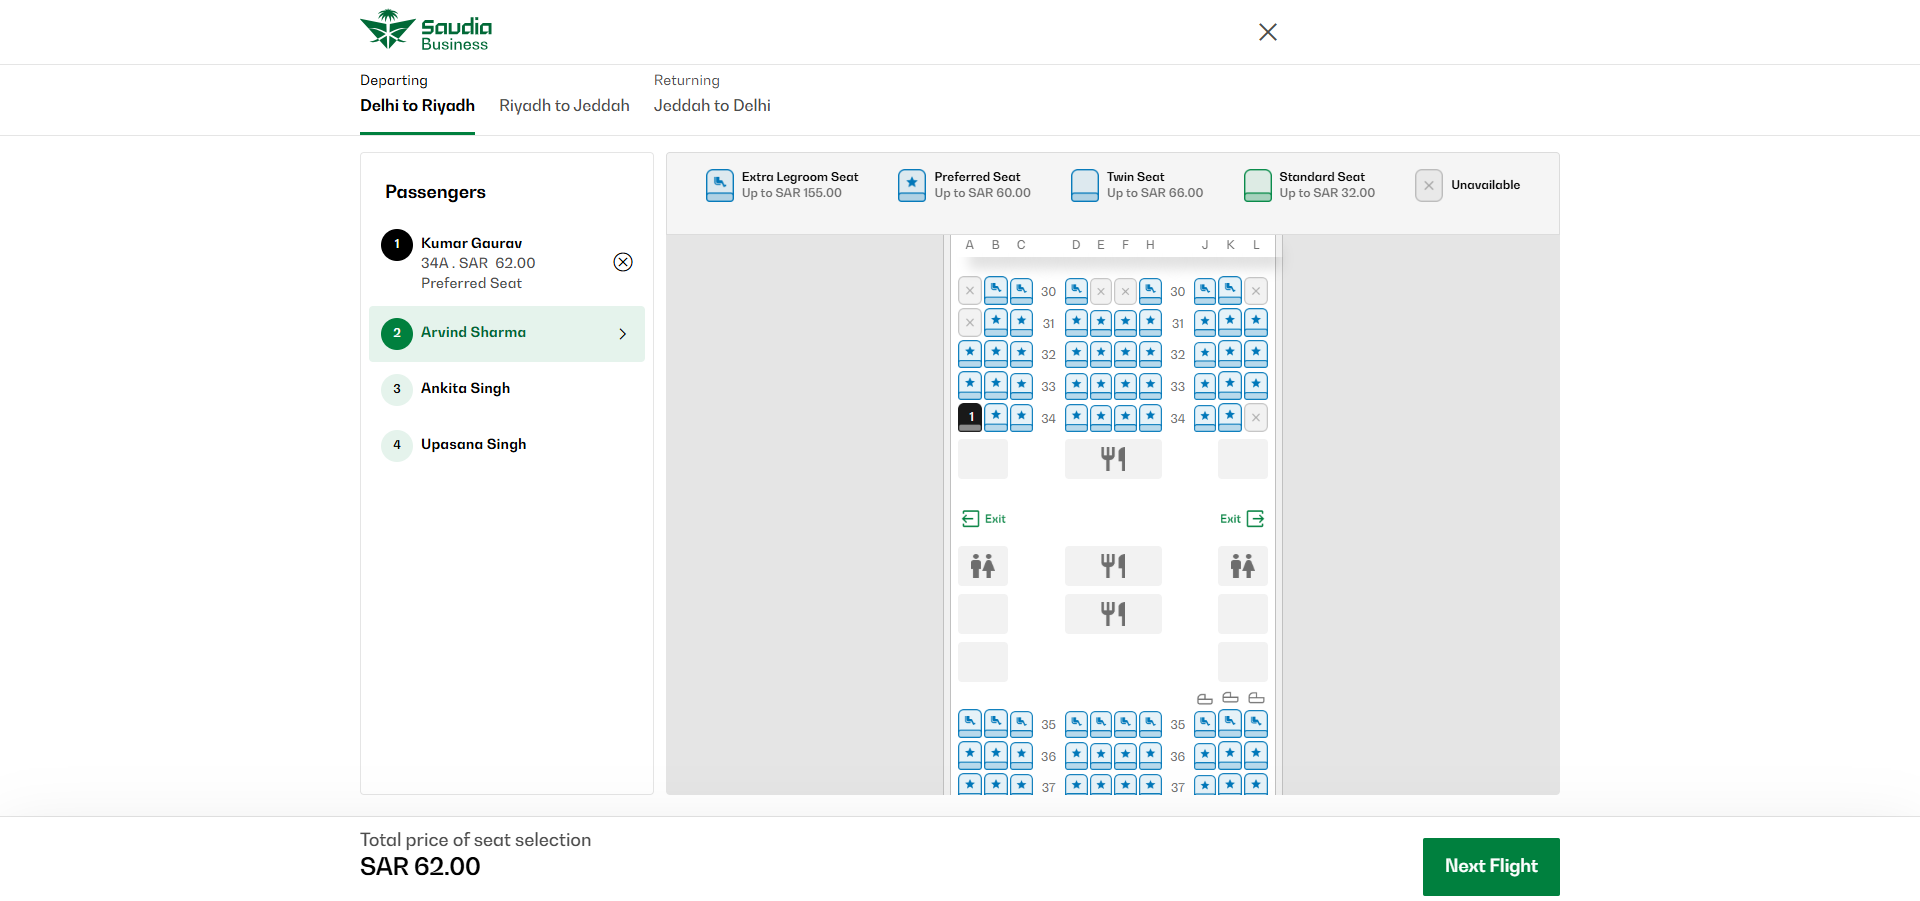 Saudia
Business
Departing
Returning
Delhi to Riyadh
Riyadh to Jeddah
Jeddah to Delhi
Passengers
1
Kumar Gaurav
34A . SAR 62.00
Preferred Seat
2
Arvind Sharma
3
Ankita Singh
4
Upasana Singh
Extra Legroom Seat
Up to SAR 155.00
Preferred Seat
Up to SAR 60.00
Twin Seat
Up to SAR 66.00
Standard Seat
Up to SAR 32.00
Unavailable
A B C D E F H J K L
30 30
31 31
32 32
33 33
1 34 34
Exit Exit
35 35
36 36
37 37
Total price of seat selection
SAR 62.00
Next Flight